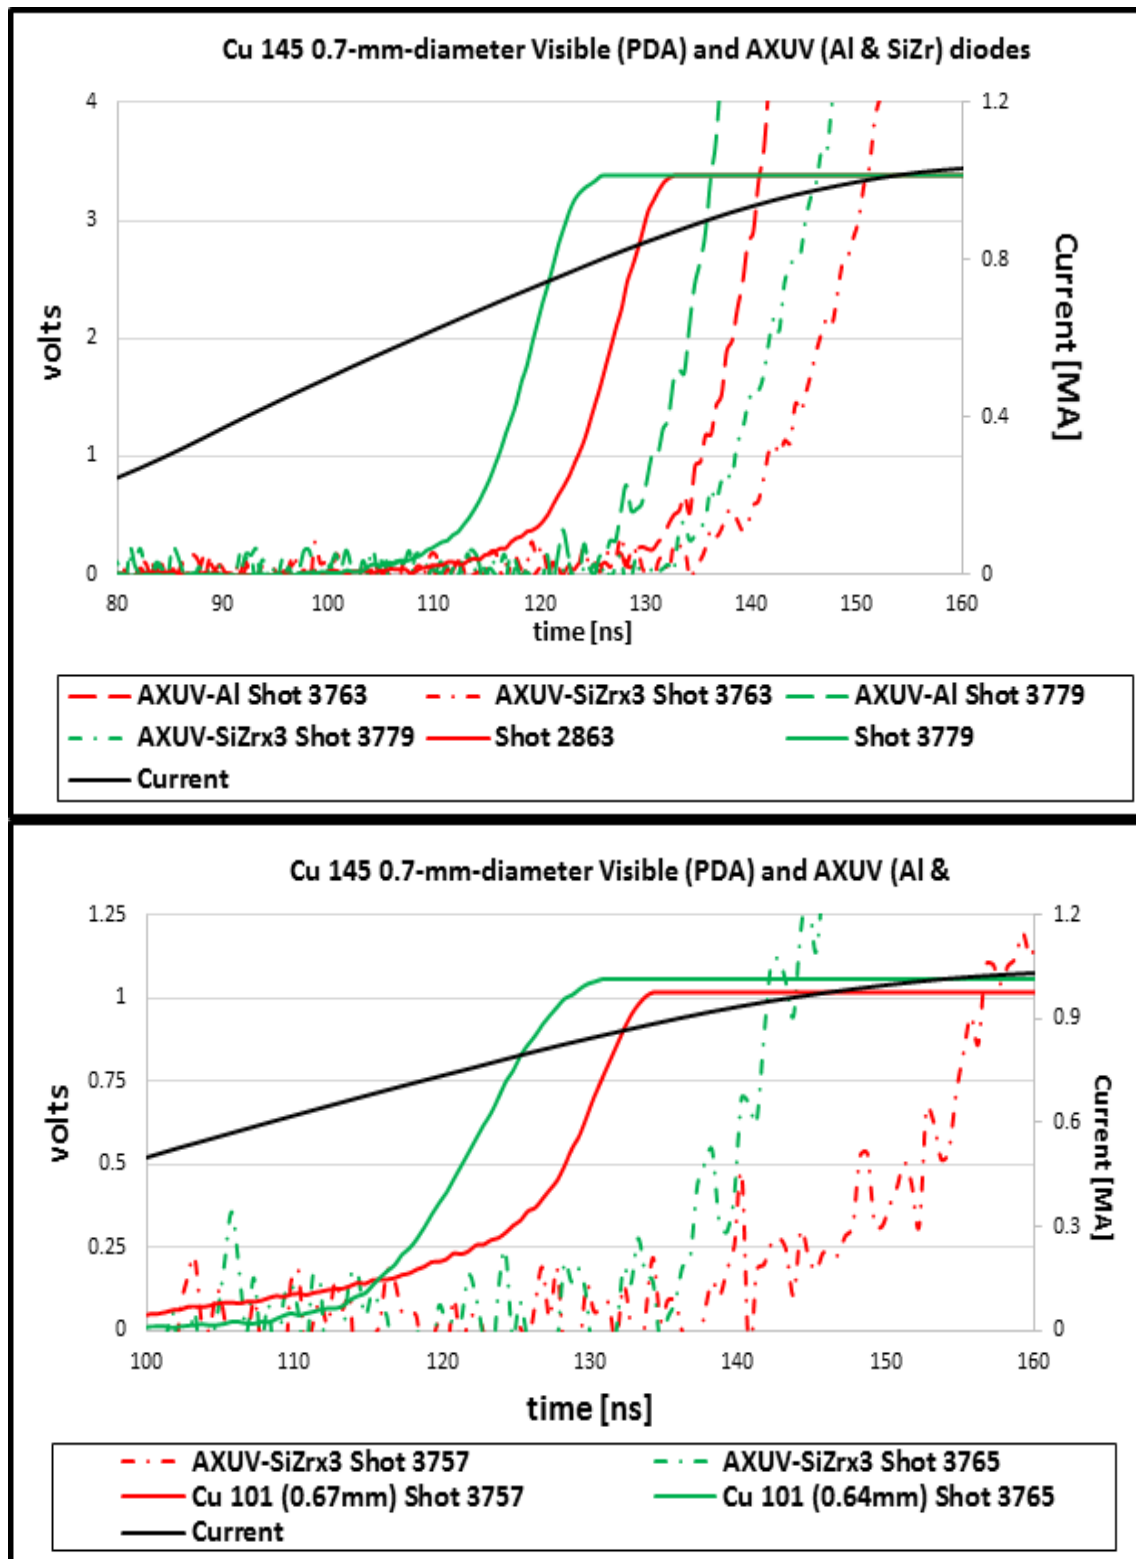 Cu 145 0.7-mm-diameter Visible (PDA) and AXUV (Al & SiZr) diodes
4
3
2
1
0
volts
1.2
0.8
0.4
0
Current [MA]
80 90 100 110 120 130 140 150 160
time [ns]
AXUV-Al Shot 3763 AXUV-SiZrx3 Shot 3763 AXUV-Al Shot 3779
AXUV-SiZrx3 Shot 3779 Shot 2863 Shot 3779
Current
Cu 145 0.7-mm-diameter Visible (PDA) and AXUV (Al &
1.25
1
0.75
0.5
0.25
0
volts
1.2
0.9
0.6
0.3
0
Current [MA]
100 110 120 130 140 150 160
time [ns]
AXUV-SiZrx3 Shot 3757 AXUV-SiZrx3 Shot 3765
Cu 101 (0.67mm) Shot 3757 Cu 101 (0.64mm) Shot 3765
Current